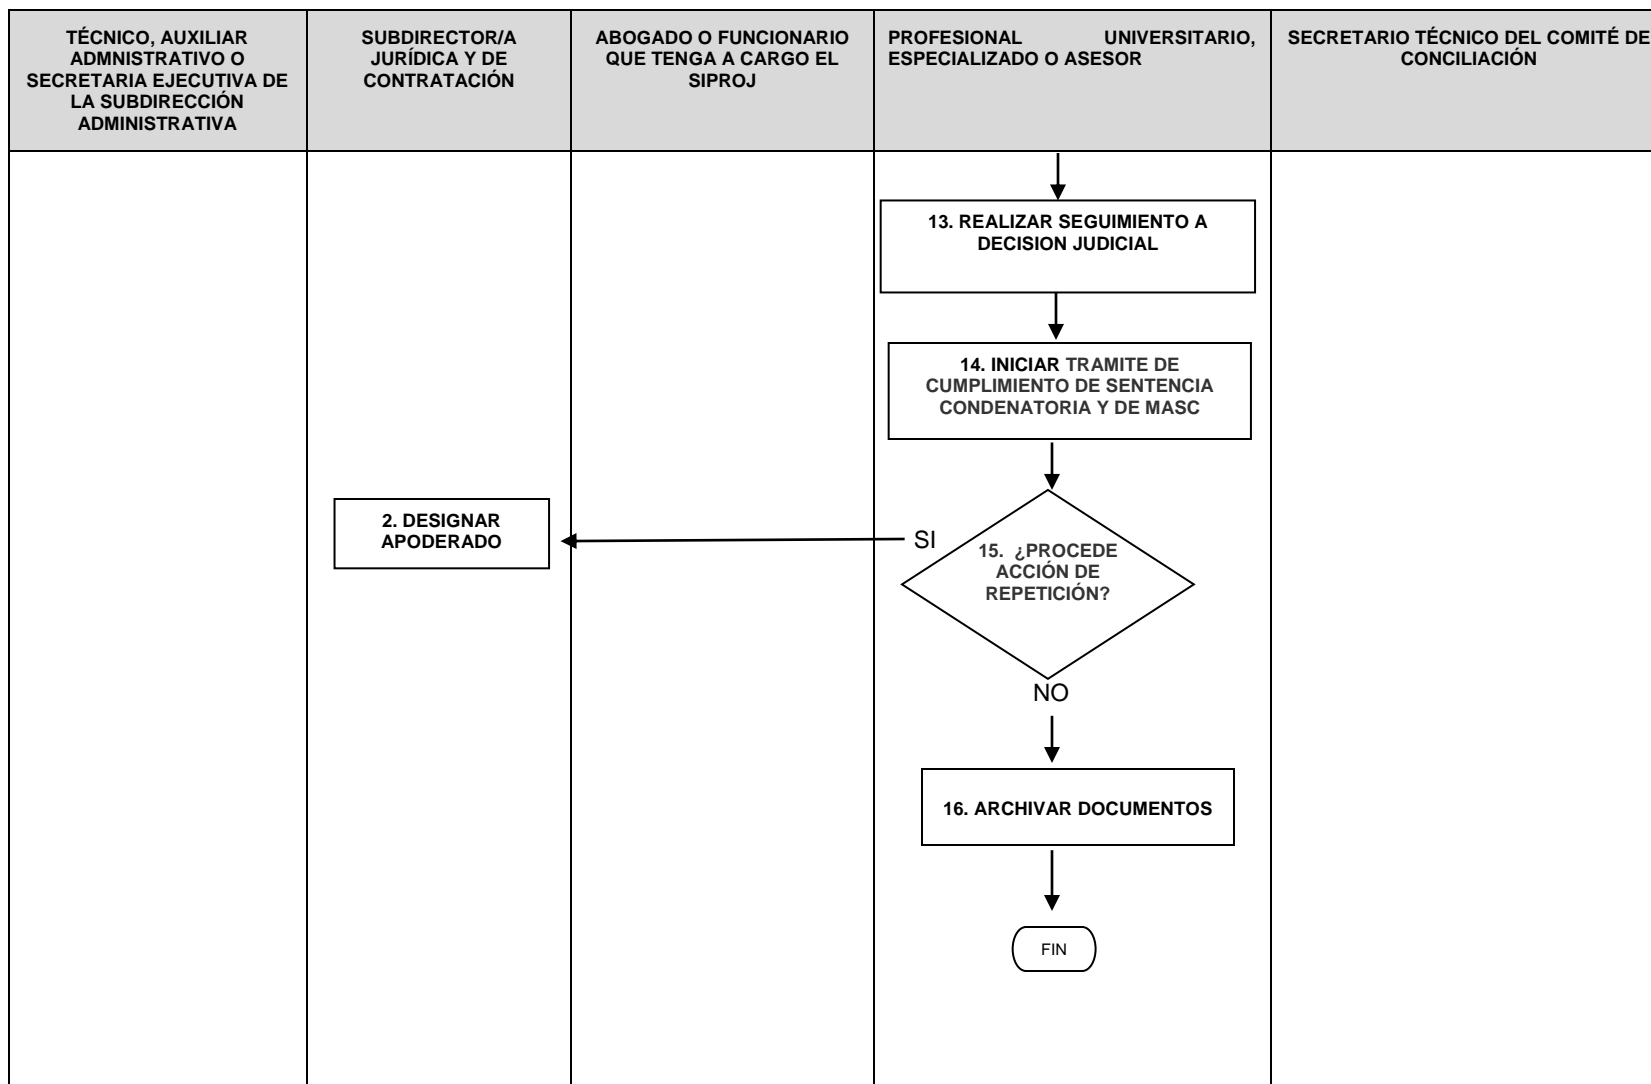 TÉCNICO, AUXILIAR
ADMNISTRATIVO O
SECRETARIA EJECUTIVA DE
LA SUBDIRECCIÓN
ADMINISTRATIVA
SUBDIRECTOR/A
JURÍDICA Y DE
CONTRATACIÓN
ABOGADO O FUNCIONARIO
QUE TENGA A CARGO EL
SIPROJ
PROFESIONAL UNIVERSITARIO,
ESPECIALIZADO O ASESOR
SECRETARIO TÉCNICO DEL COMITÉ DE
CONCILIACIÓN
13. REALIZAR SEGUIMIENTO A
DECISION JUDICIAL
14. INICIAR TRAMITE DE
CUMPLIMIENTO DE SENTENCIA
CONDENATORIA Y DE MASC
2. DESIGNAR
APODERADO
SI
15. ¿PROCEDE
ACCIÓN DE
REPETICIÓN?
NO
16. ARCHIVAR DOCUMENTOS
FIN